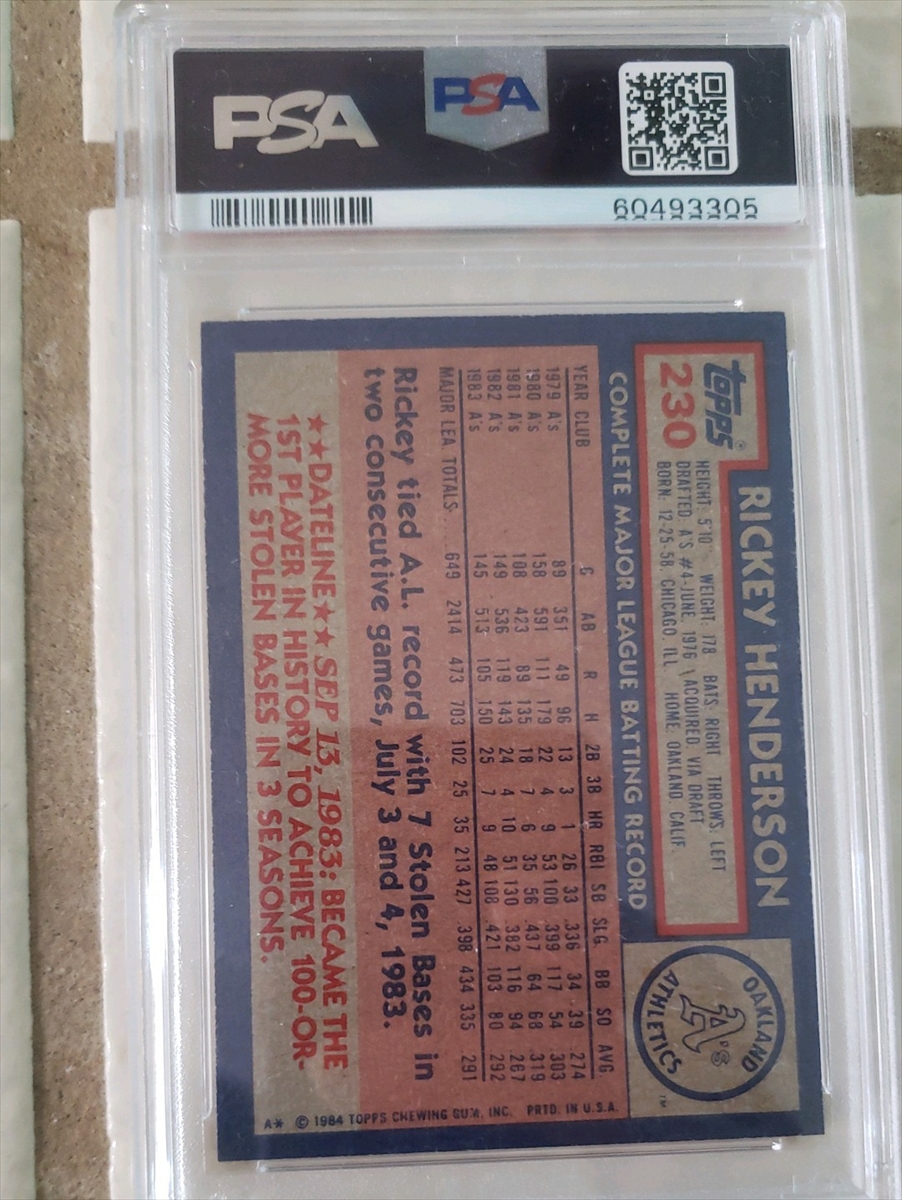 PSA
PSA
60493305
topps®
230
RICKEY HENDERSON
HEIGHT: 5'10 WEIGHT: 178 BATS: RIGHT THROWS: LEFT
DRAFTED: A'S #4-JUNE, 1976 ACQUIRED: VIA DRAFT
BORN: 12-25-58, CHICAGO, ILL HOME: OAKLAND, CALIF.
OAKLAND
A's
ATHLETICS
TM
COMPLETE MAJOR LEAGUE BATTING RECORD
YEAR CLUB G AB R H 2B 3B HR RBI SB SLG BB SO AVG
1979 A's 89 351 49 96 13 3 1 26 33 .336 34 39 .274
1980 A's 158 591 111 179 22 4 9 53 100 .399 117 54 .303
1981 A's 108 423 89 135 18 7 6 35 56 .437 64 68 .319
1982 A's 149 536 119 143 24 4 10 51 130 .382 116 94 .267
1983 A's 145 513 105 150 25 7 9 48 108 .421 103 80 .292
MAJOR LEA. TOTALS 649 2414 473 703 102 25 35 213 427 .398 434 335 .291
Rickey tied A.L. record with 7 Stolen Bases in
two consecutive games, July 3 and 4, 1983.
★★DATELINE★★ SEP 13, 1983: BECAME THE
1ST PLAYER IN HISTORY TO ACHIEVE 100-OR-
MORE STOLEN BASES IN 3 SEASONS.
A* © 1984 TOPPS CHEWING GUM, INC. PRTD. IN U.S.A.